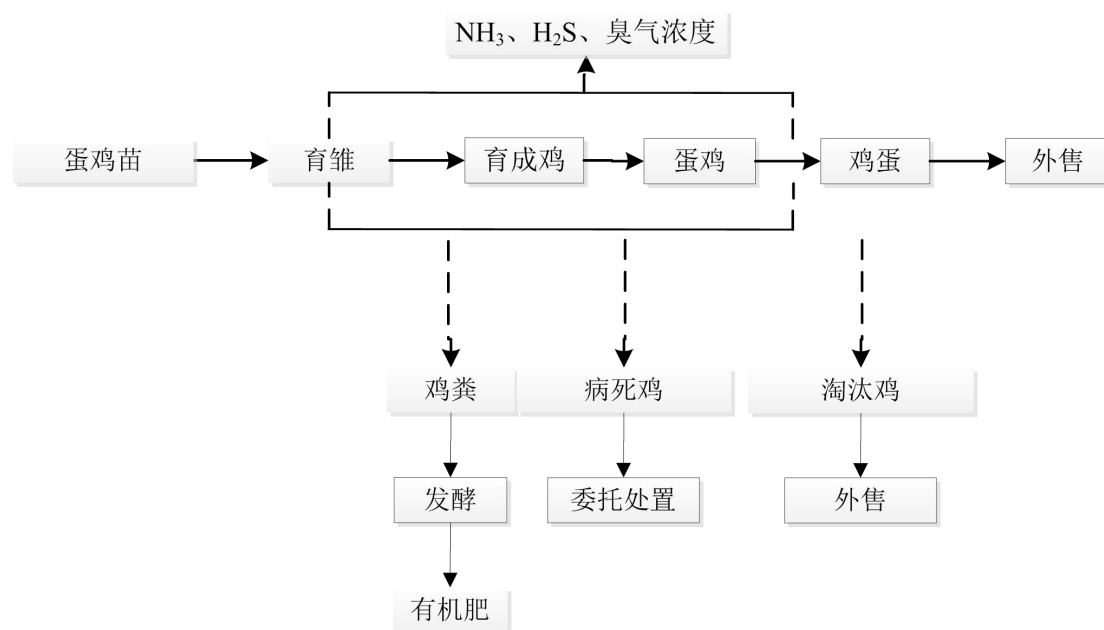 NH₃、H₂S、臭气浓度
蛋鸡苗
育雏
育成鸡
蛋鸡
鸡蛋
外售
鸡粪
病死鸡
淘汰鸡
发酵
委托处置
外售
有机肥